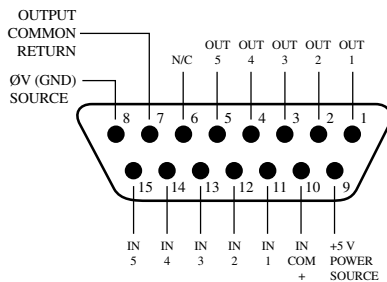 OUTPUT
COMMON
RETURN
ØV (GND)
SOURCE
N/C
OUT
5
OUT
4
OUT
3
OUT
2
OUT
1
8 7 6 5 4 3 2 1
15 14 13 12 11 10 9
IN
5
IN
4
IN
3
IN
2
IN
1
IN
COM
+
+5 V
POWER
SOURCE